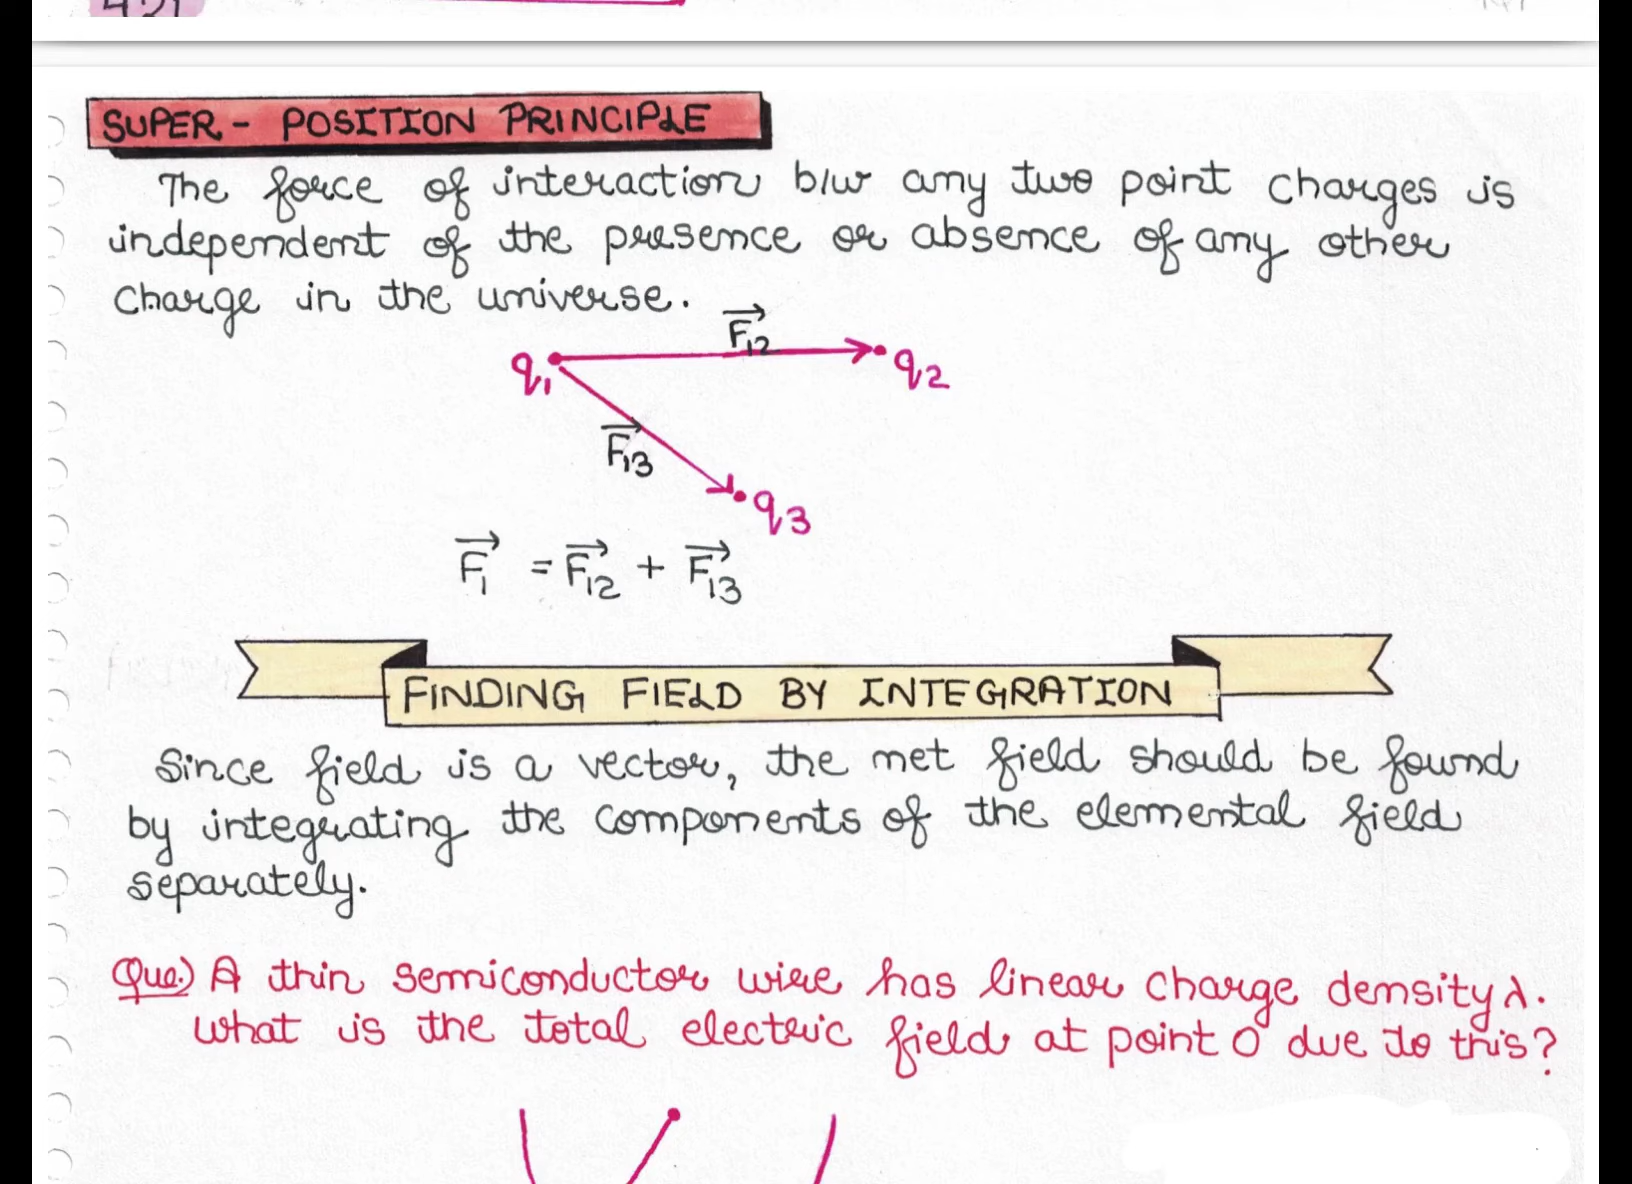 SUPER - POSITION PRINCIPLE
The force of interaction b/w any two point charges is
independent of the presence or absence of any other
charge in the universe.
F12
q1
q2
F13
q3
F1 = F12 + F13
FINDING FIELD BY INTEGRATION
Since field is a vector, the net field should be found
by integrating the components of the elemental field
separately.
Que.) A thin semiconductor wire has linear charge density λ.
What is the total electric field at point O due to this?